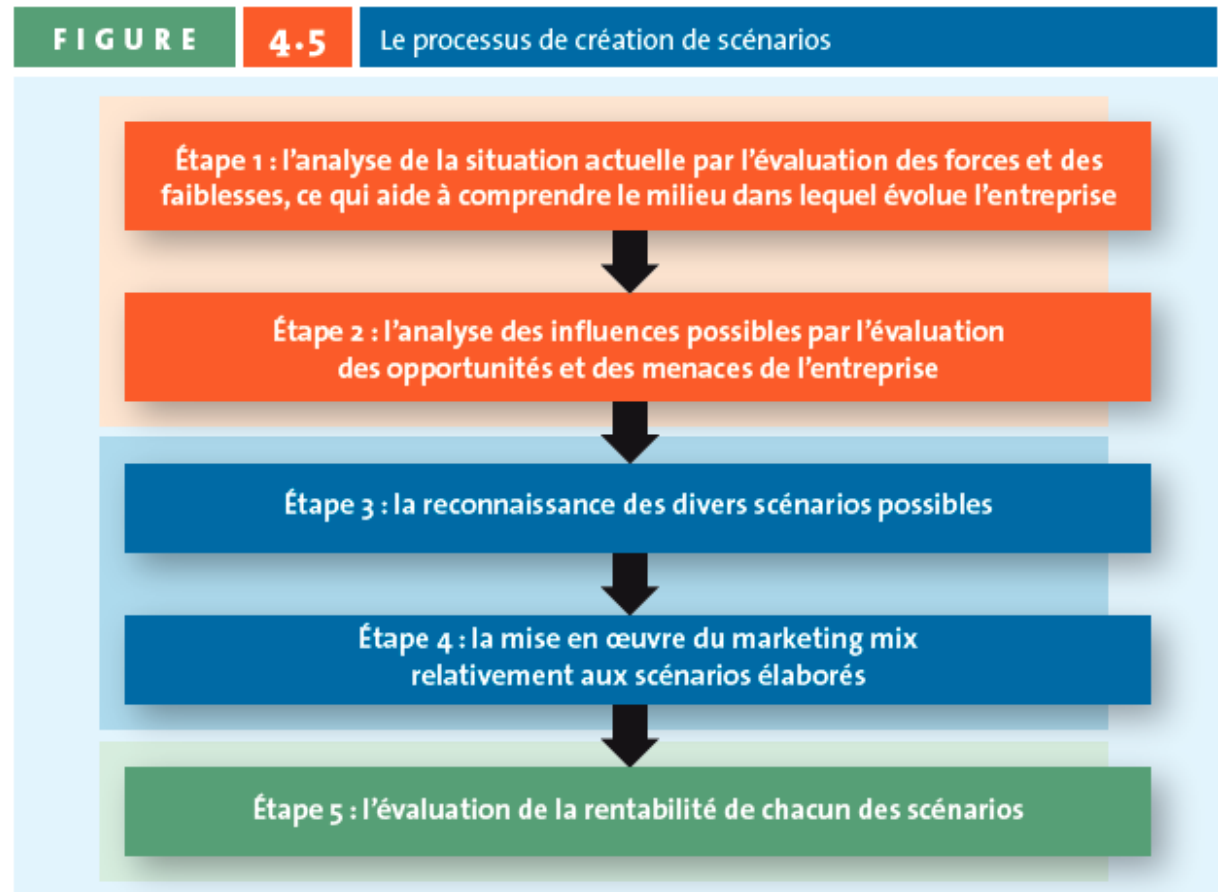 FIGURE 4.5 Le processus de création de scénarios
Étape 1 : l’analyse de la situation actuelle par l’évaluation des forces et des
faiblesses, ce qui aide à comprendre le milieu dans lequel évolue l’entreprise
Étape 2 : l’analyse des influences possibles par l’évaluation
des opportunités et des menaces de l’entreprise
Étape 3 : la reconnaissance des divers scénarios possibles
Étape 4 : la mise en œuvre du marketing mix
relativement aux scénarios élaborés
Étape 5 : l’évaluation de la rentabilité de chacun des scénarios